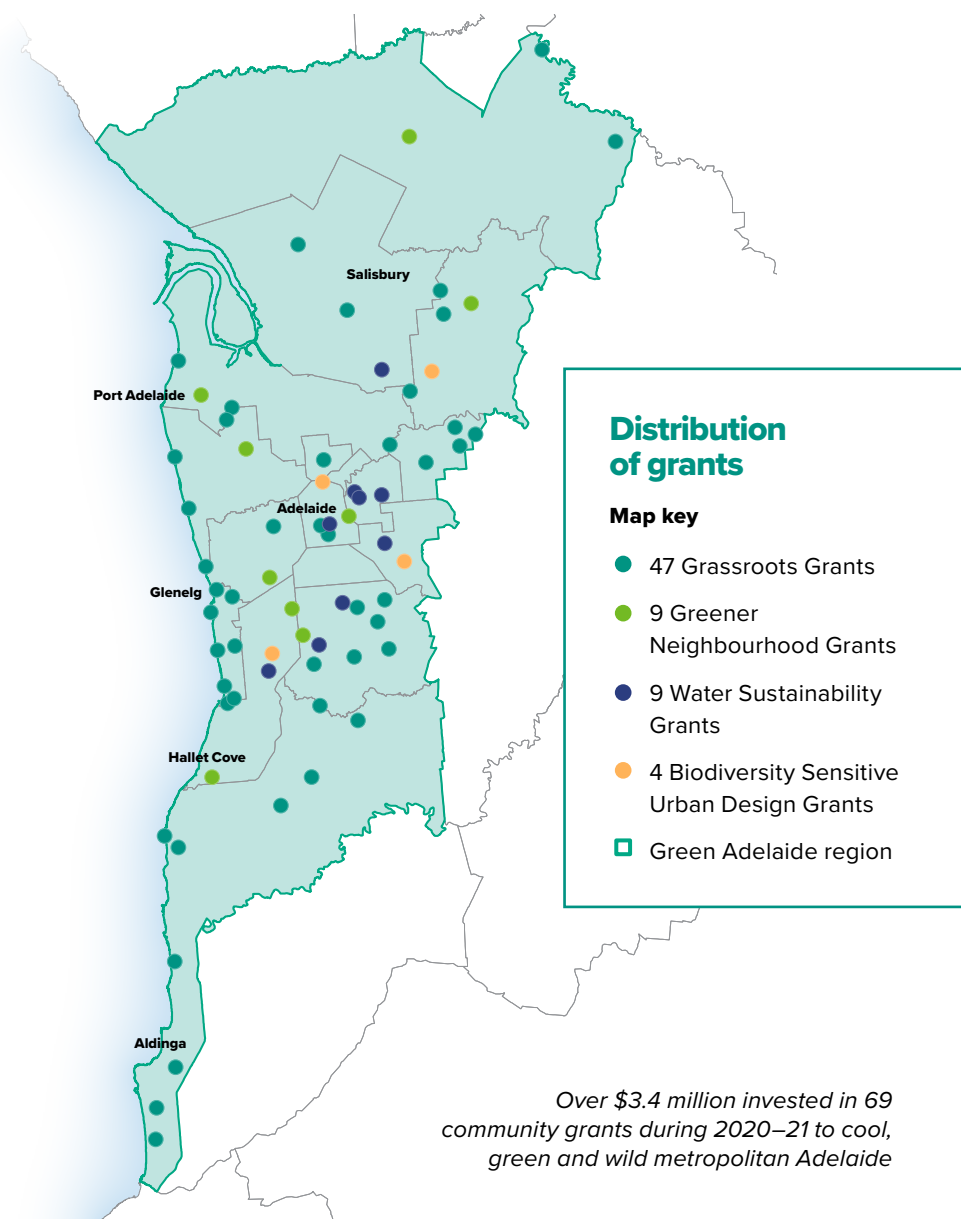 Salisbury
Port Adelaide
Adelaide
Glenelg
Hallet Cove
Aldinga
Distribution
of grants
Map key
47 Grassroots Grants
9 Greener
Neighbourhood Grants
9 Water Sustainability
Grants
4 Biodiversity Sensitive
Urban Design Grants
Green Adelaide region
Over $3.4 million invested in 69
community grants during 2020–21 to cool,
green and wild metropolitan Adelaide